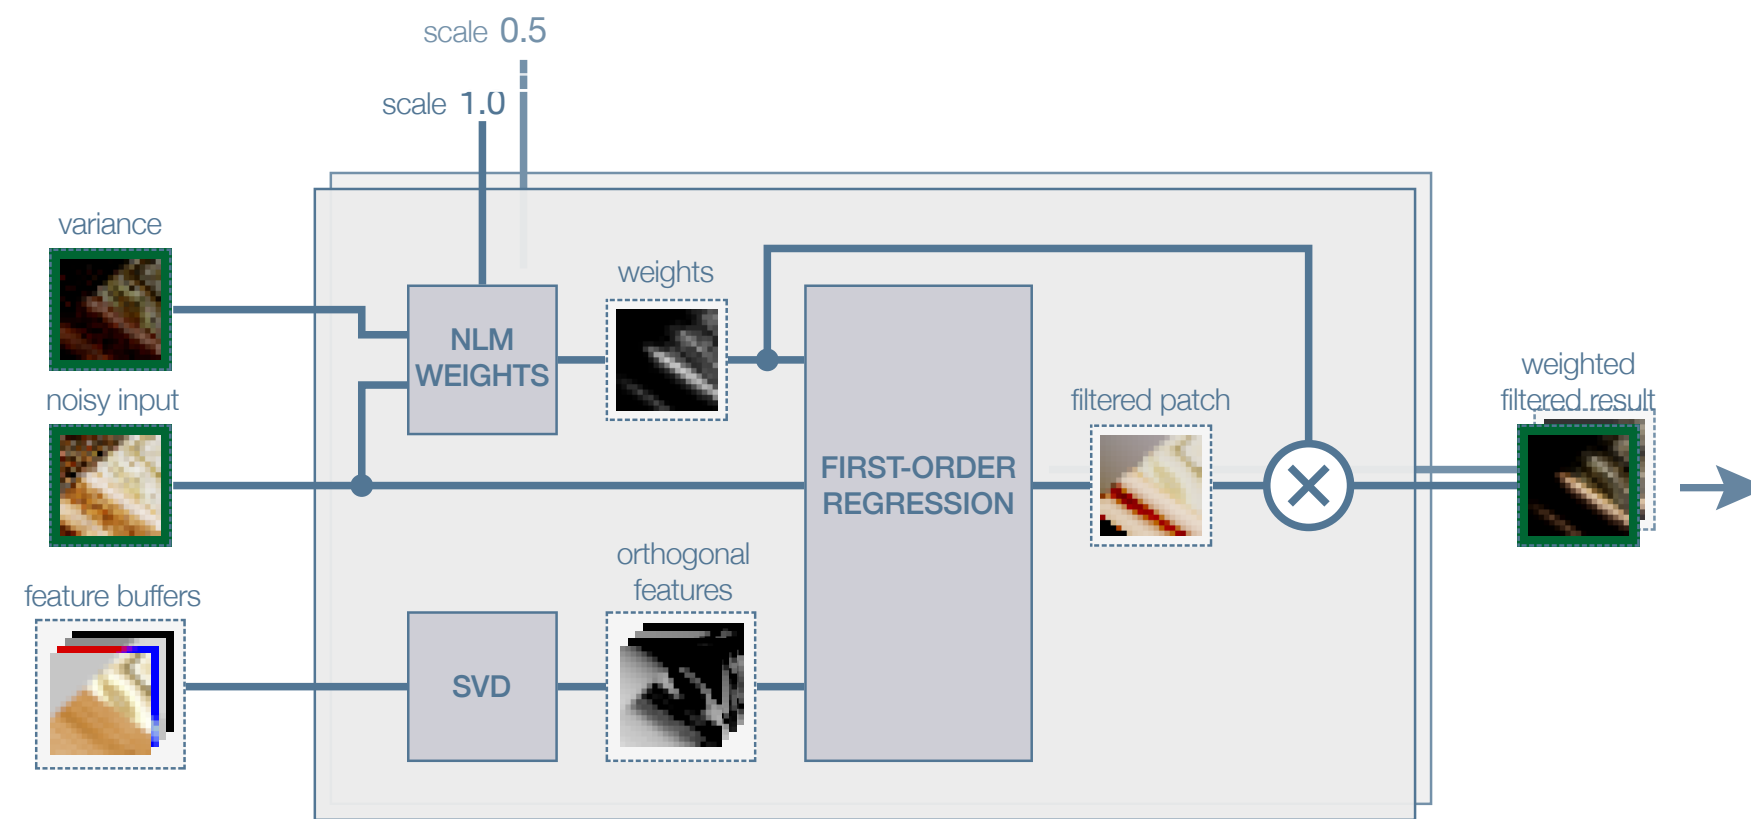 scale 0.5
scale 1.0
variance
weights
NLM
WEIGHTS
noisy input
weighted
filtered result
filtered patch
FIRST-ORDER
REGRESSION
orthogonal
features
feature buffers
SVD